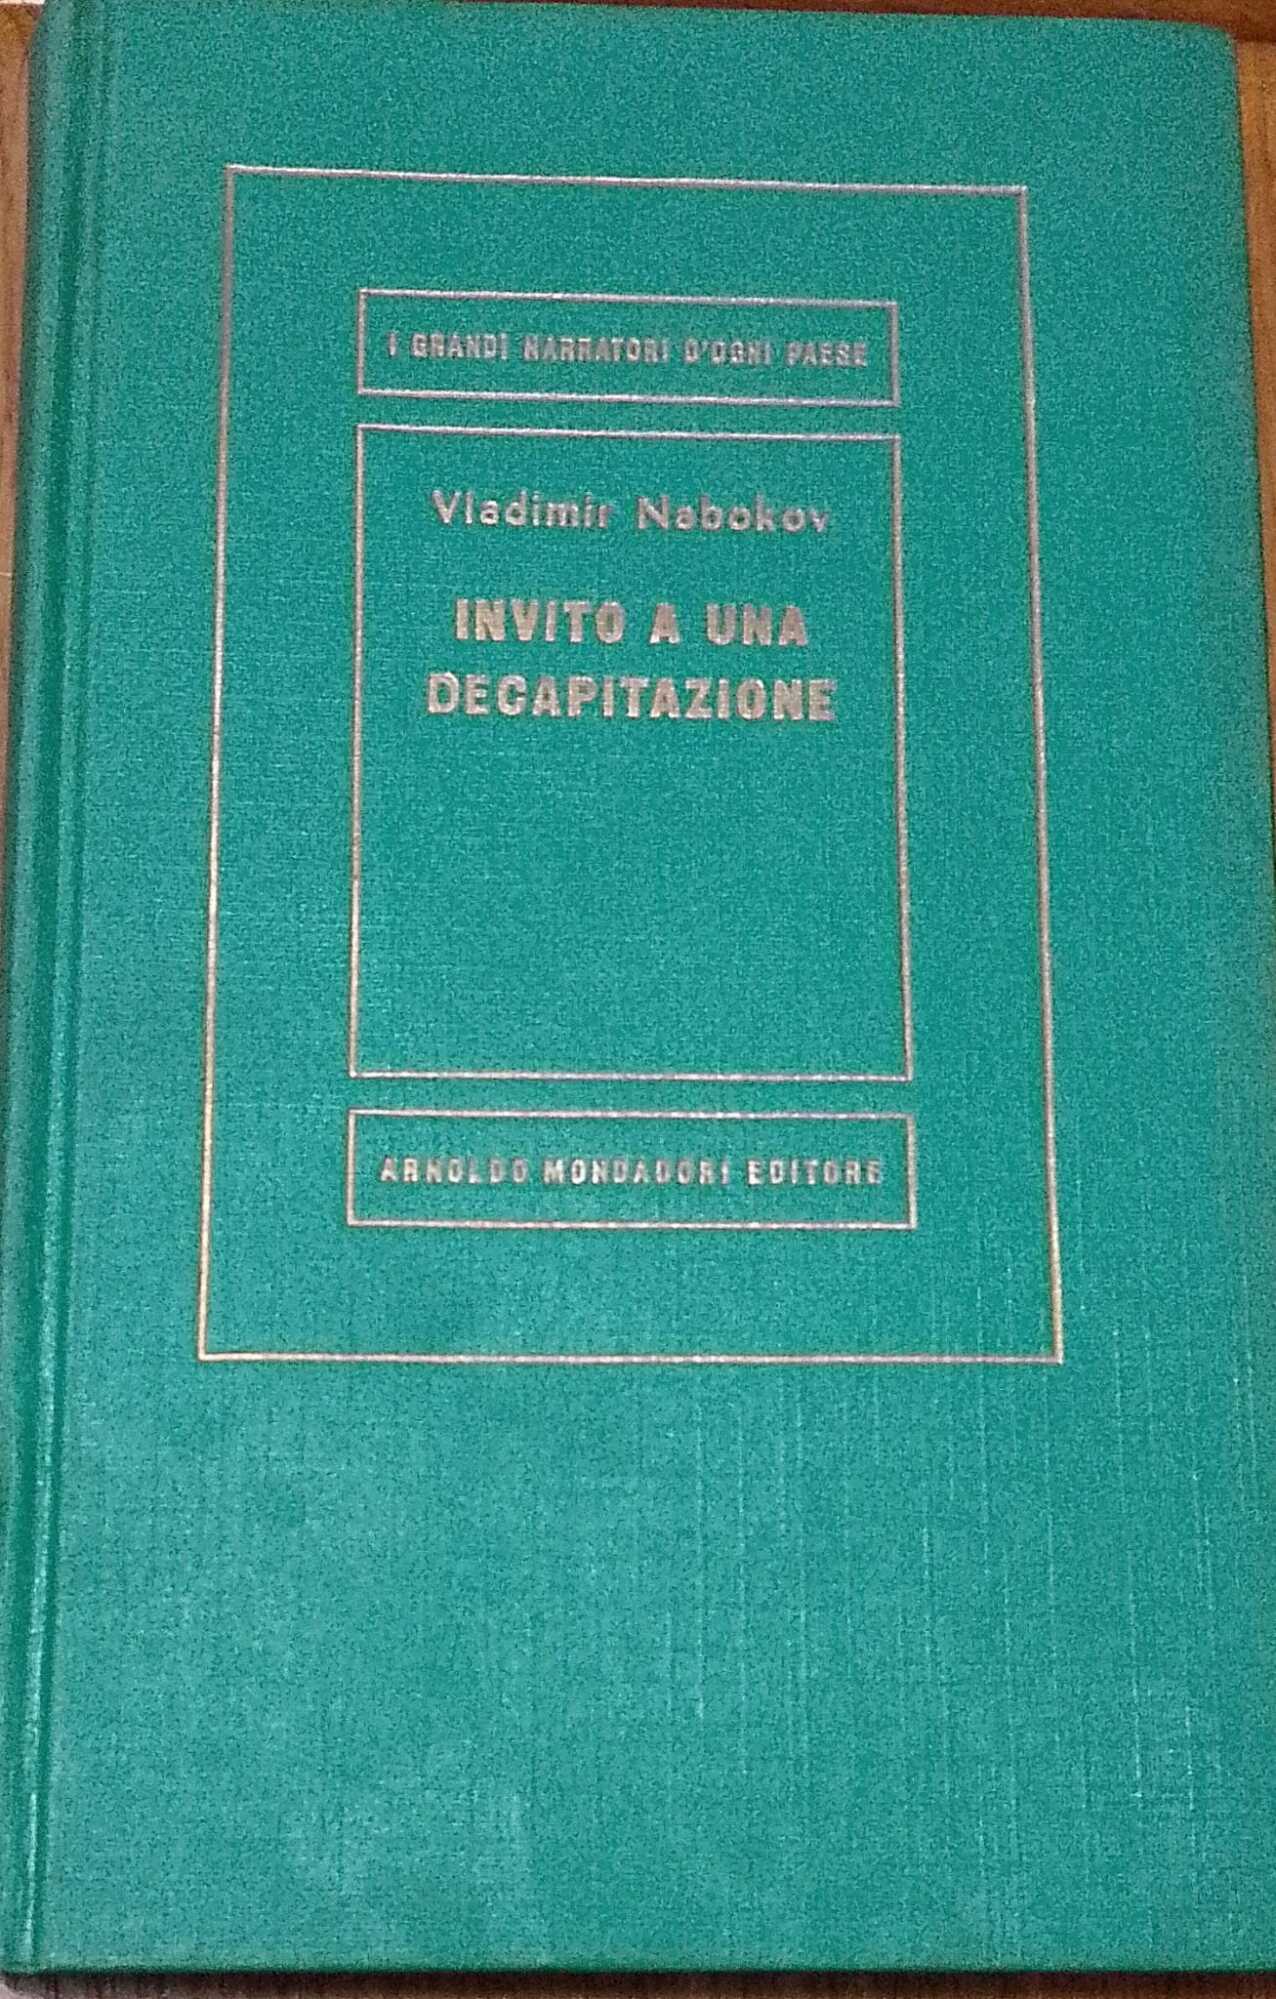 I GRANDI NARRATORI D'OGNI PAESE
Vladimir Nabokov
INVITO A UNA
DECAPITAZIONE
ARNOLDO MONDADORI EDITORE